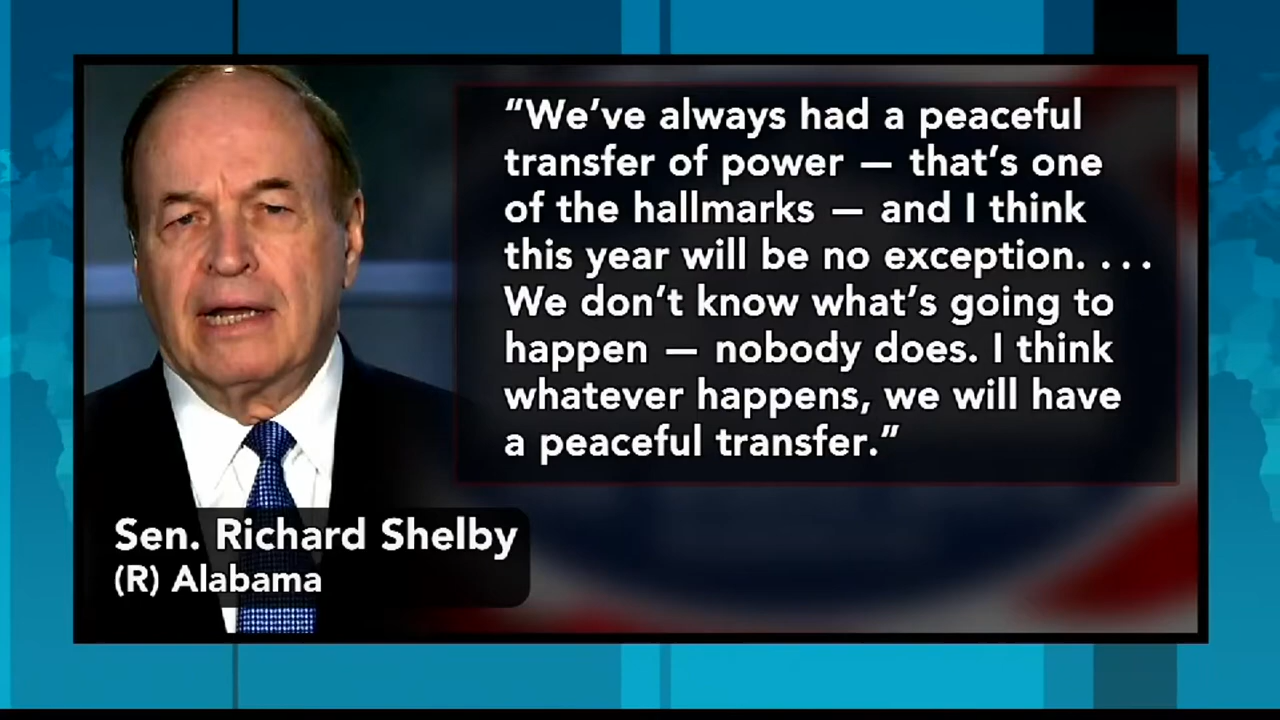 “We’ve always had a peaceful
transfer of power — that’s one
of the hallmarks — and I think
this year will be no exception. . . .
We don’t know what’s going to
happen — nobody does. I think
whatever happens, we will have
a peaceful transfer.”
Sen. Richard Shelby
(R) Alabama